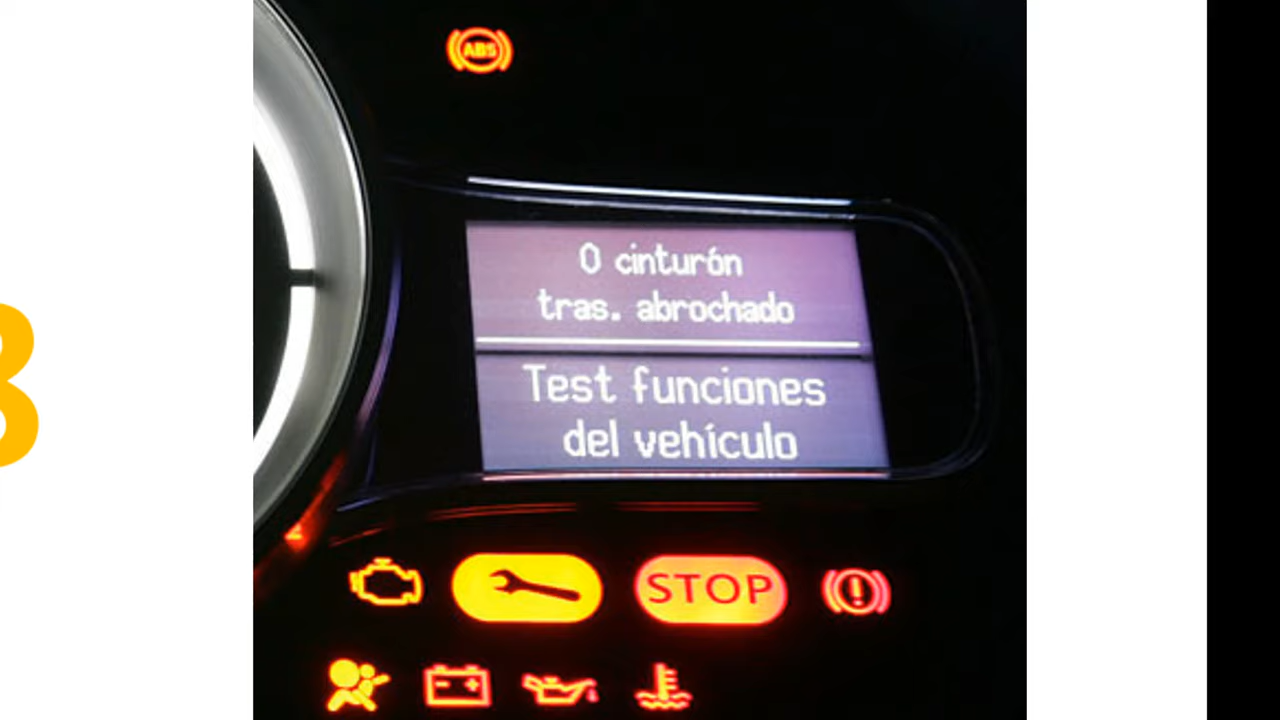 ABS
0 cinturón
tras. abrochado
Test funciones
del vehículo
STOP